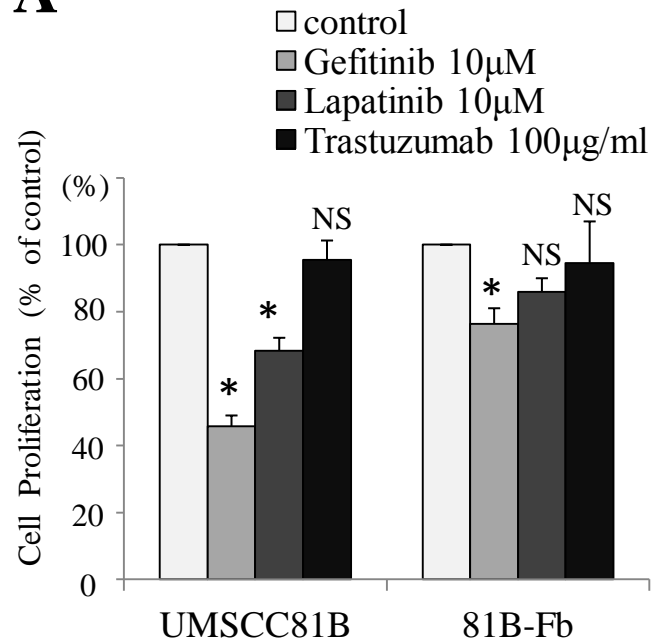 A
control
Gefitinib 10μM
Lapatinib 10μM
Trastuzumab 100μg/ml
Cell Proliferation (% of control)
(%)
100
80
60
40
20
0
*
*
NS
*
NS
NS
UMSCC81B
81B-Fb